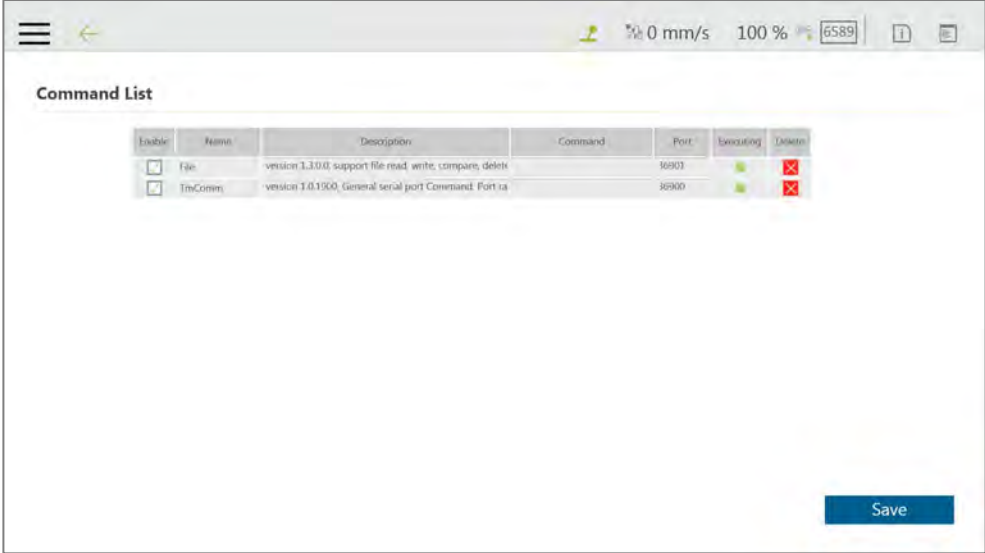 0 mm/s 100 % 6589
Command List
Enable Name Description Command Port Executing Delete
File version 1.3.0.0, support file read, write, compare, delete 36901
TmComm version 1.0.1900, General serial port Command. Port ra 36900
Save